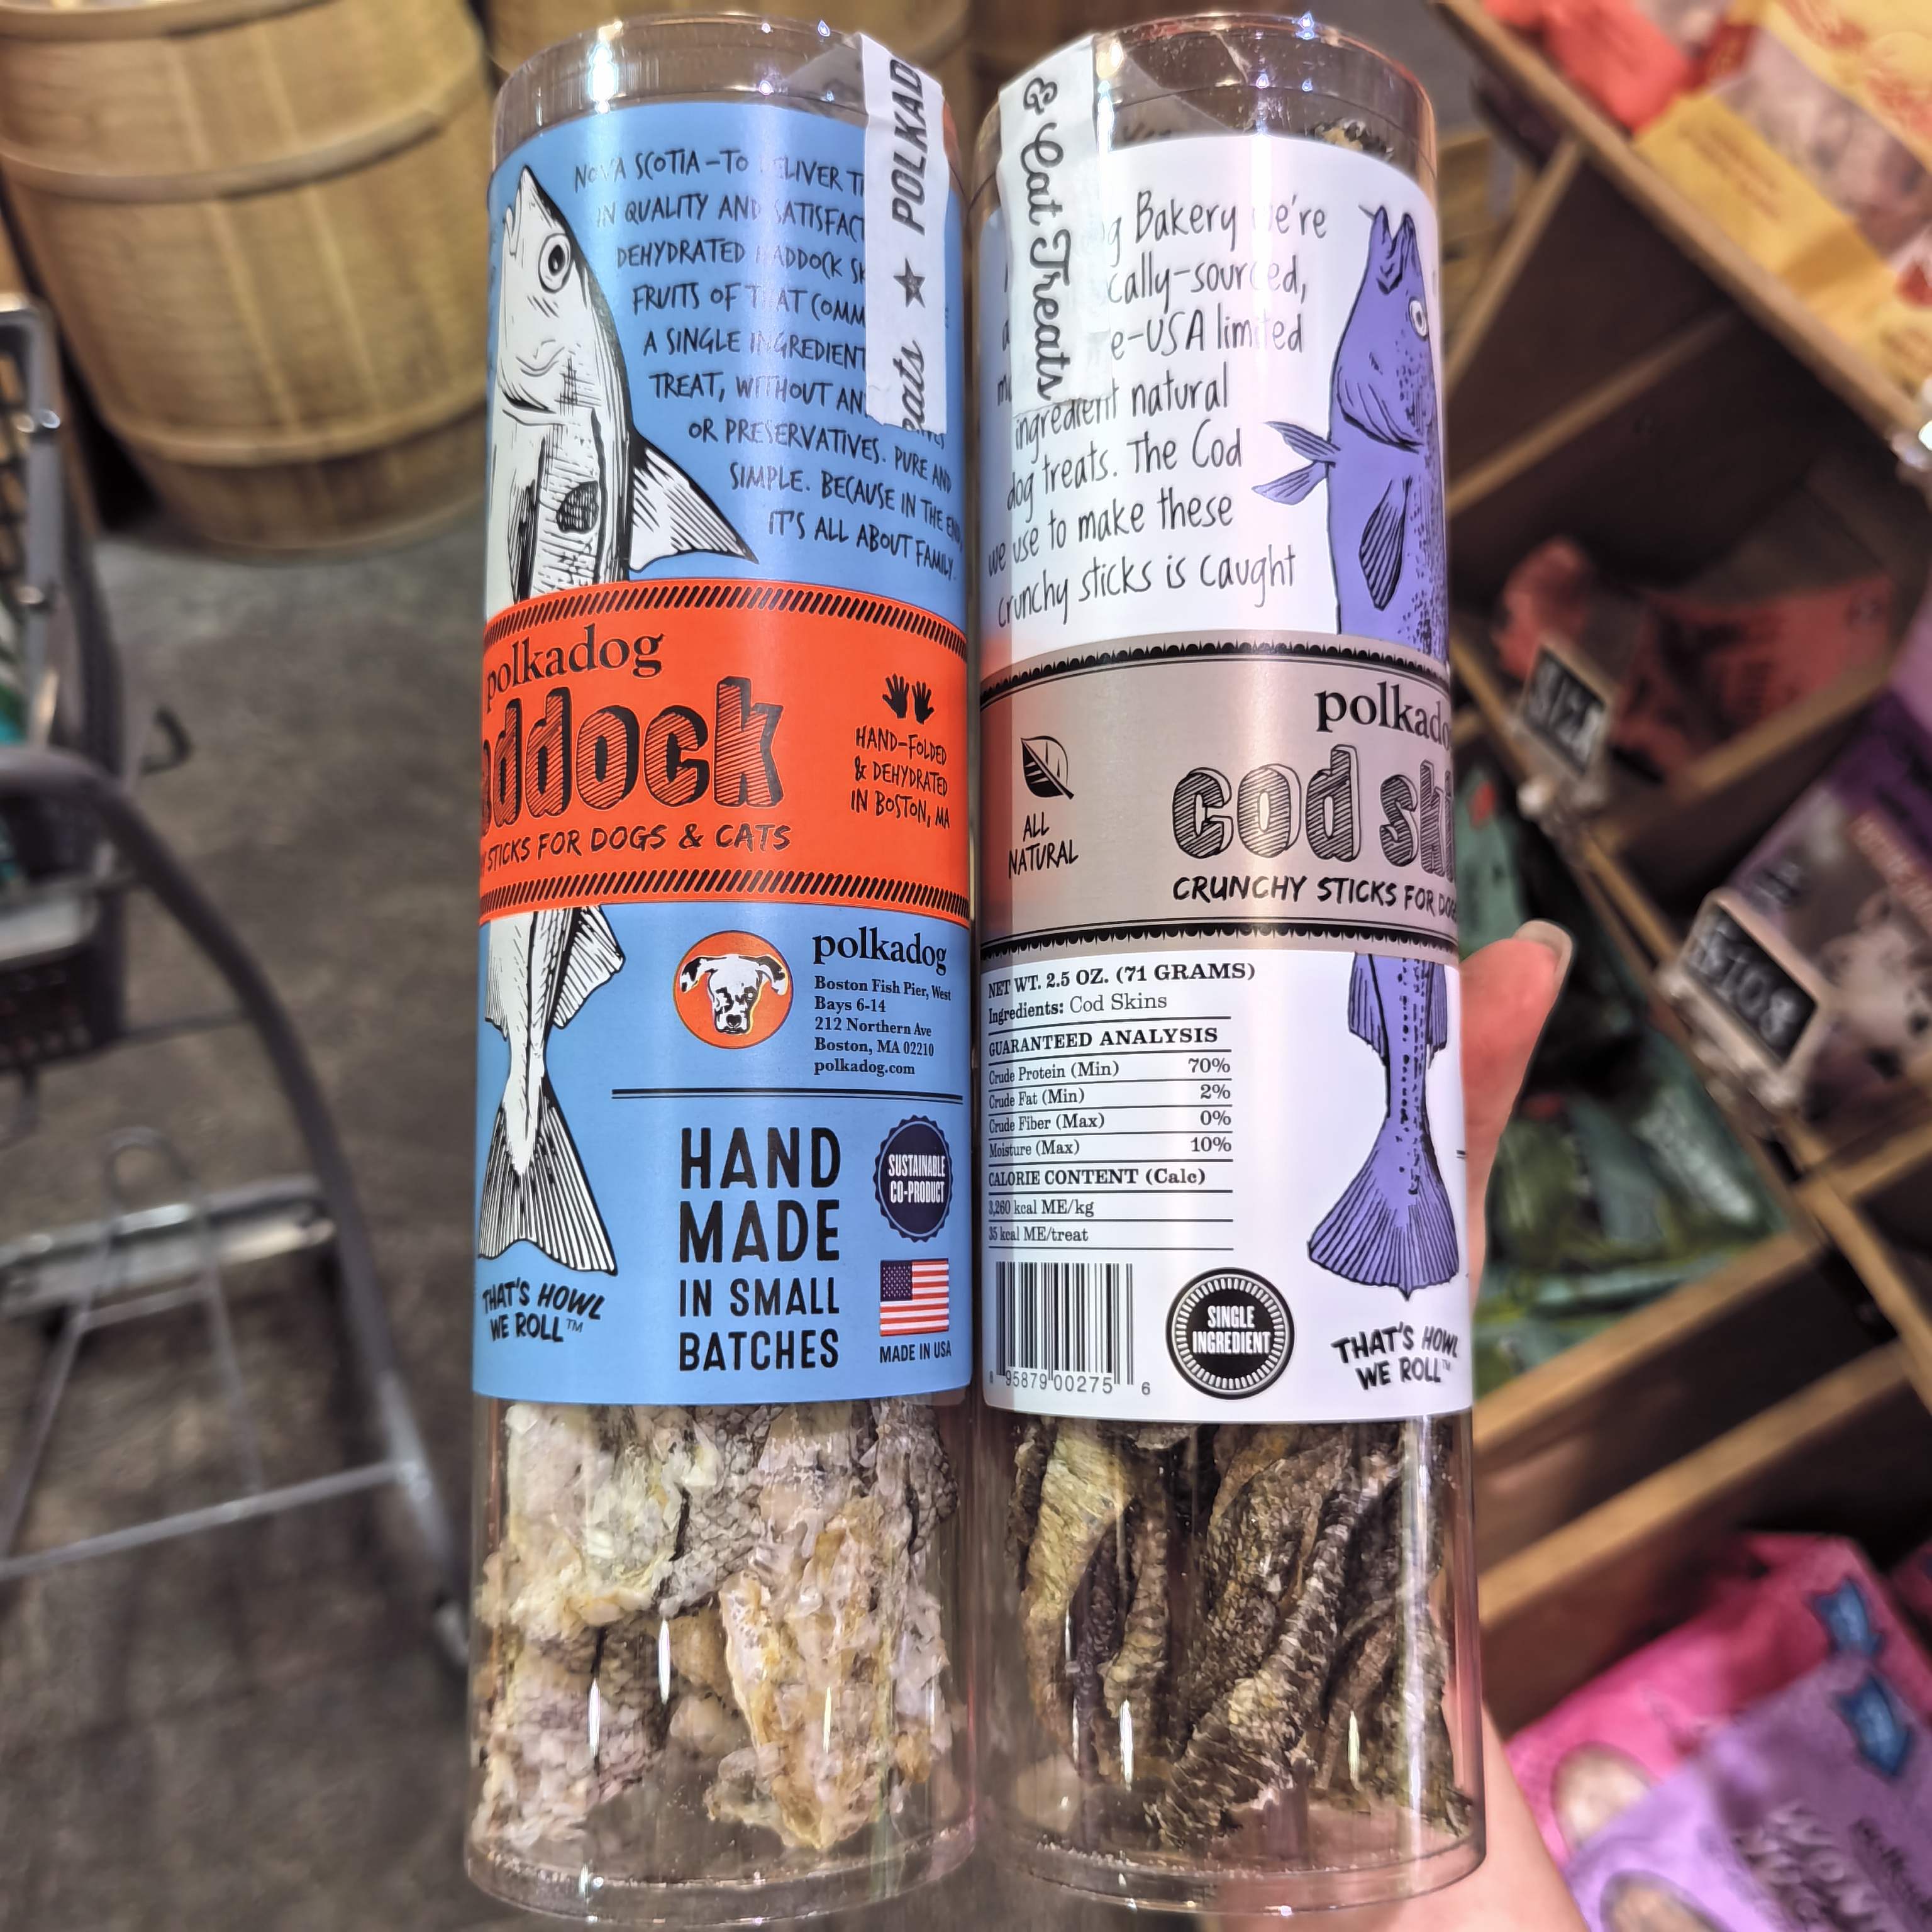 POLKAD
★
eats
NOVA SCOTIA-TO
IN QUALITY AND
DEHYDRATED
FRUITS OF
A SINGLE INGREDIENT
TREAT, WITHOUT
OR PRESERVATIVES. PURE AND
SIMPLE. BECAUSE IN THE END,
IT'S ALL ABOUT FAMILY.
polkadog
ddock
STICKS FOR DOGS & CATS
HAND-FOLDED
& DEHYDRATED
IN BOSTON, MA
polkadog
Boston Fish Pier, West
Bays 6-14
212 Northern Ave
Boston, MA 02210
polkadog.com
HAND
MADE
IN SMALL
BATCHES
SUSTAINABLE
CO-PRODUCT
MADE IN USA
THAT'S HOWL
WE ROLL™
& Cat Treats
g Bakery we're
cally-sourced,
e-USA limited
ingredient natural
dog treats. The Cod
we use to make these
crunchy sticks is caught
ALL
NATURAL
polkado
cod ski
CRUNCHY STICKS FOR DOG
NET WT. 2.5 OZ. (71 GRAMS)
Ingredients: Cod Skins
GUARANTEED ANALYSIS
Crude Protein (Min) 70%
Crude Fat (Min) 2%
Crude Fiber (Max) 0%
Moisture (Max) 10%
CALORIE CONTENT (Calc)
3,260 kcal ME/kg
35 kcal ME/treat
8 95879 00275 6
SINGLE
INGREDIENT
THAT'S HOWL
WE ROLL™